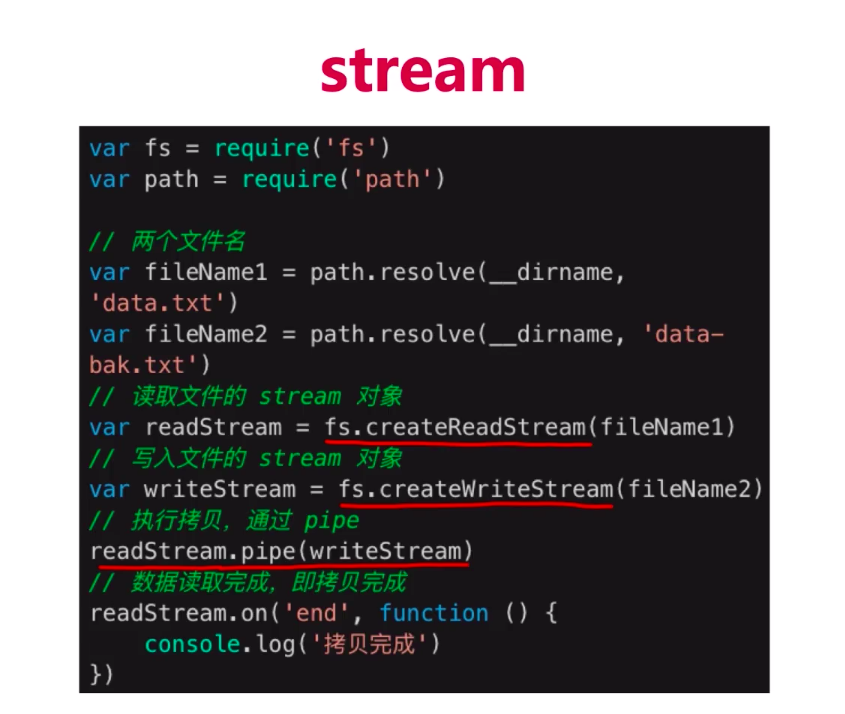 stream
var fs = require('fs')
var path = require('path')
// 两个文件名
var fileName1 = path.resolve(__dirname,
'data.txt')
var fileName2 = path.resolve(__dirname, 'data-
bak.txt')
// 读取文件的 stream 对象
var readStream = fs.createReadStream(fileName1)
// 写入文件的 stream 对象
var writeStream = fs.createWriteStream(fileName2)
// 执行拷贝，通过 pipe
readStream.pipe(writeStream)
// 数据读取完成，即拷贝完成
readStream.on('end', function () {
    console.log('拷贝完成')
})